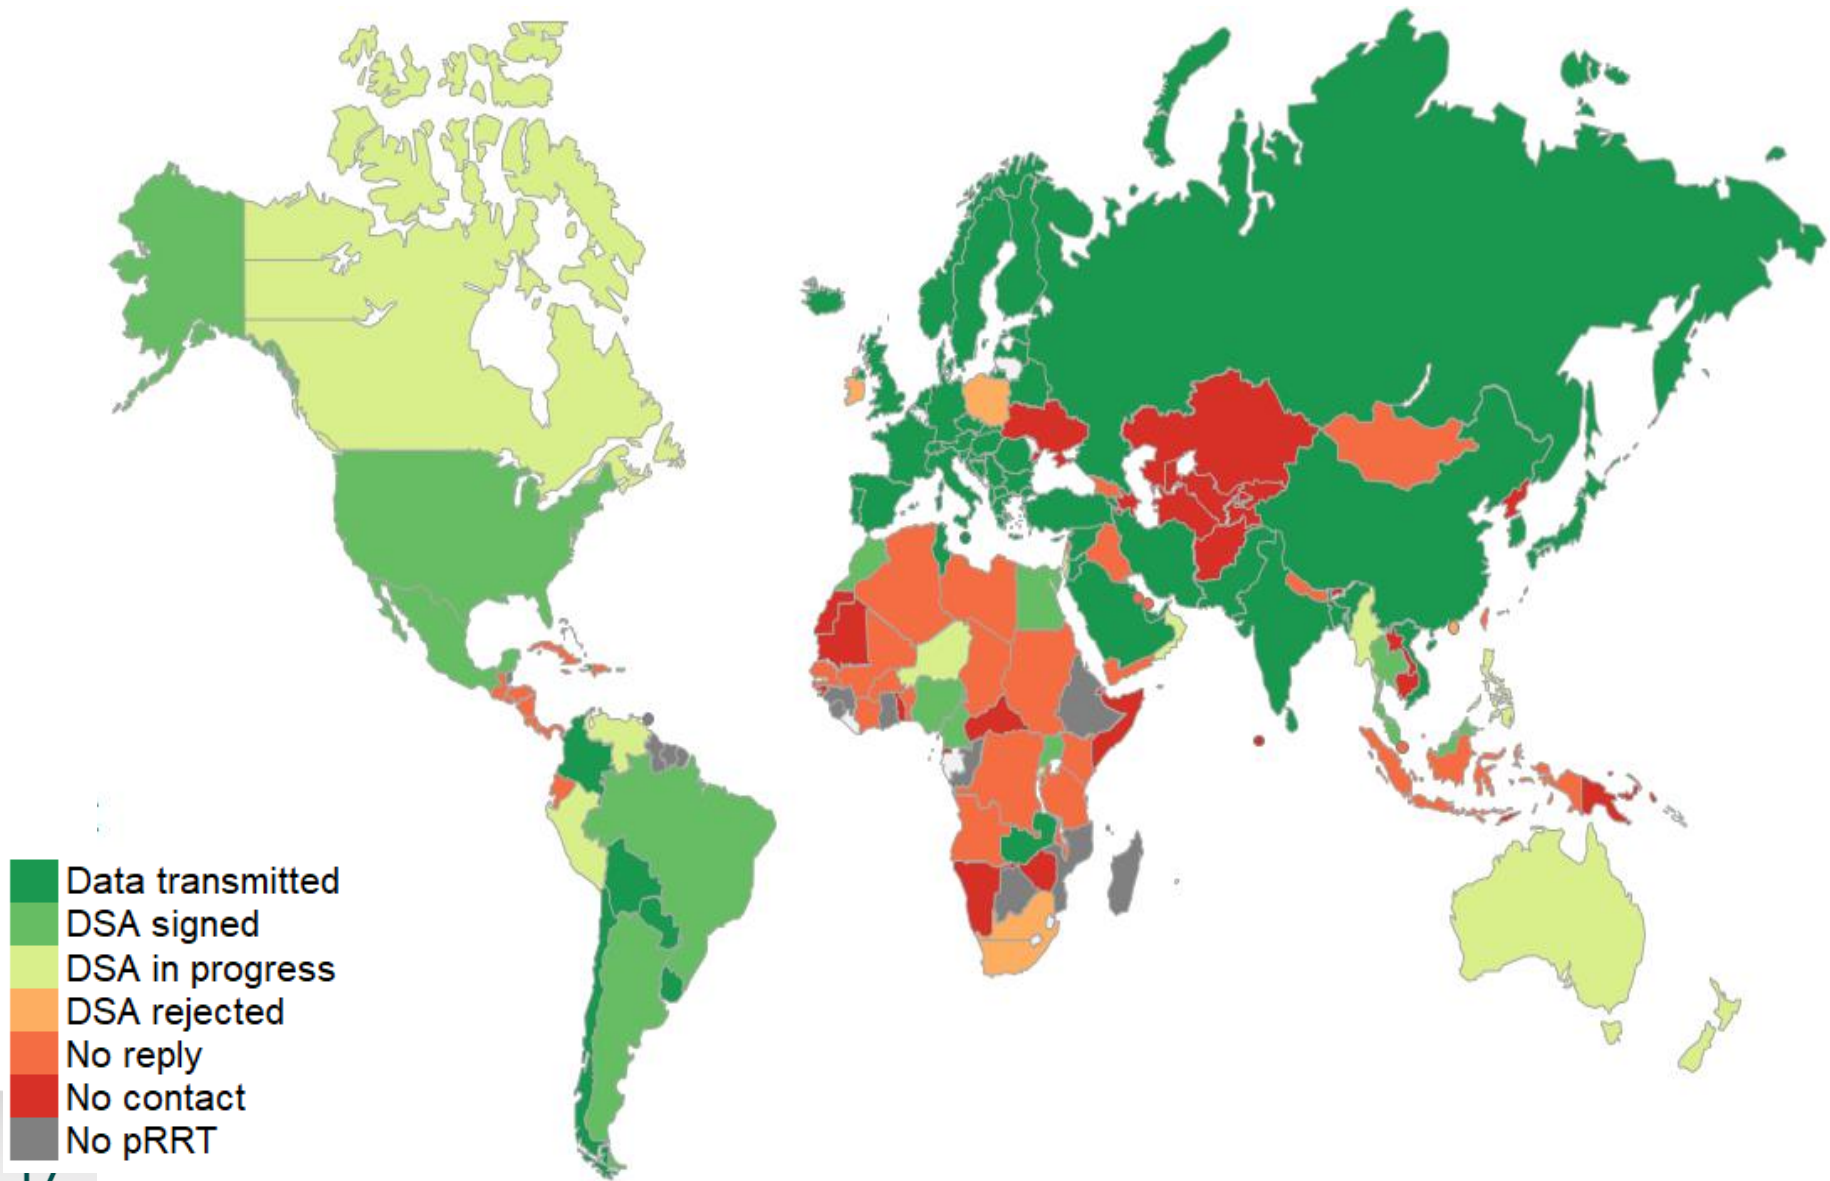 Data transmitted
DSA signed
DSA in progress
DSA rejected
No reply
No contact
No pRRT